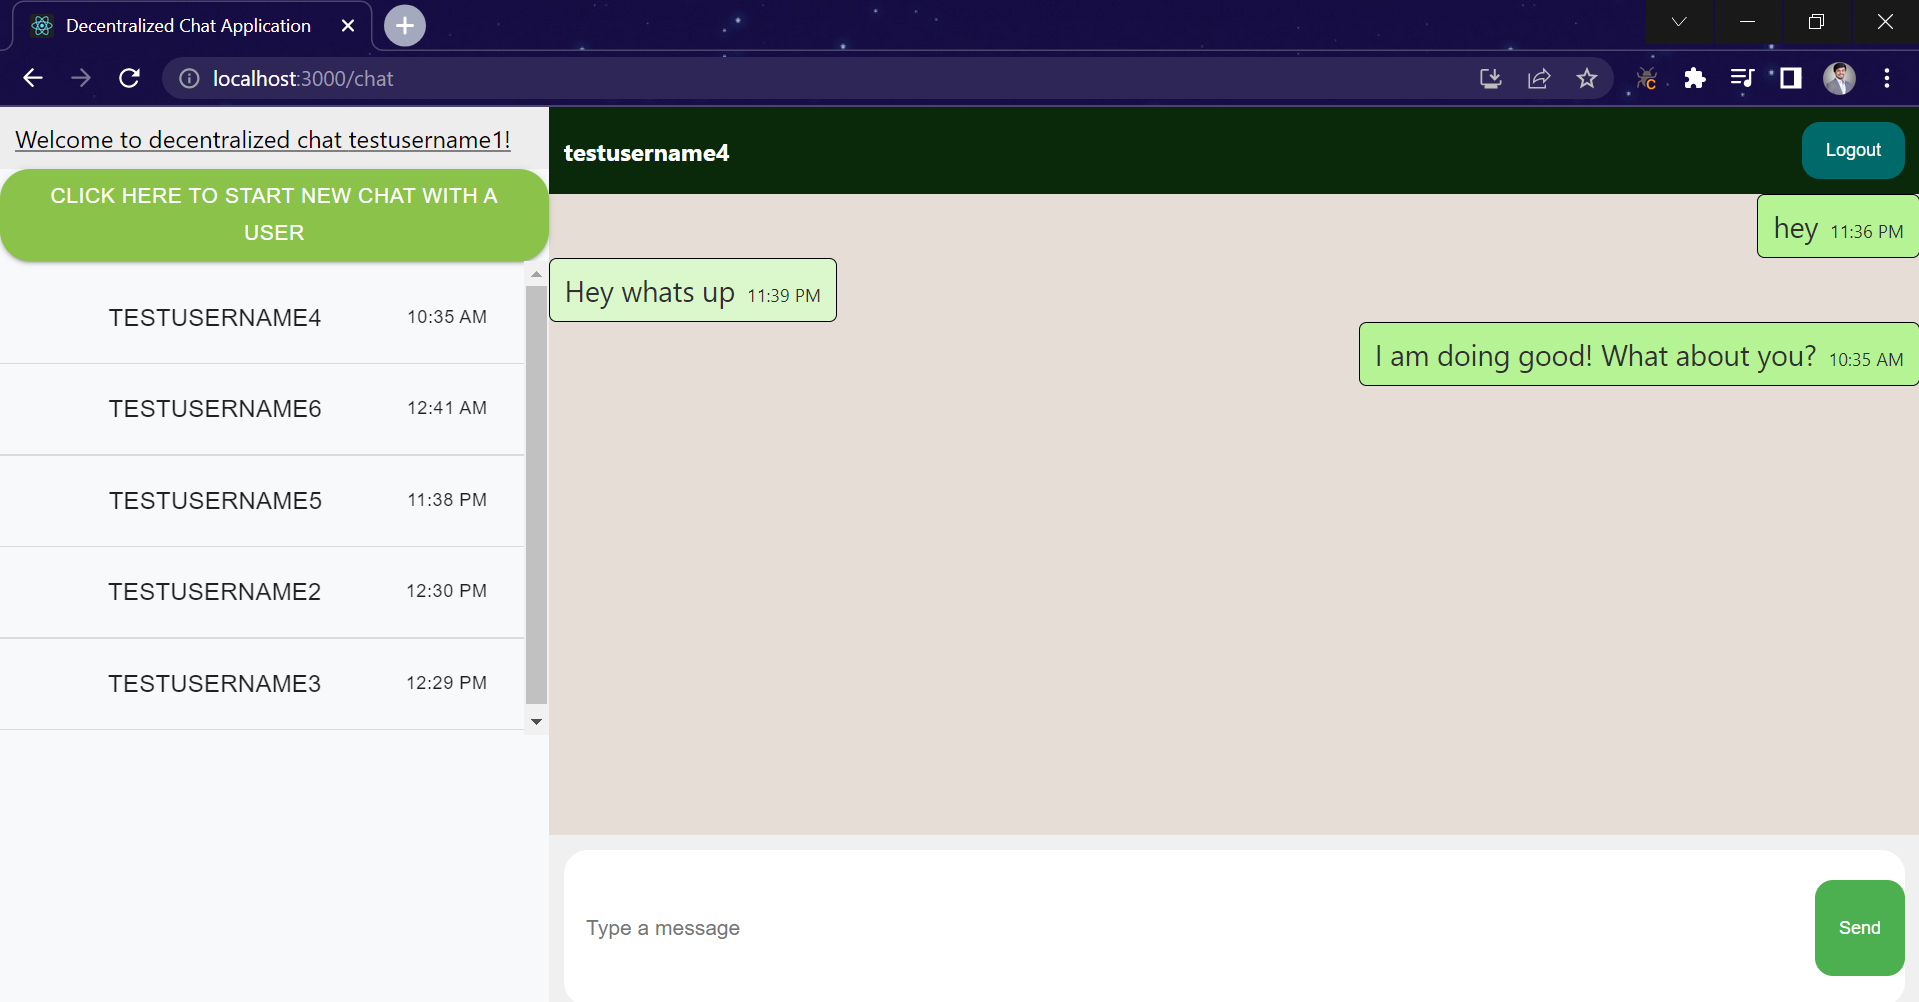 Decentralized Chat Application
localhost:3000/chat
C
Welcome to decentralized chat testusername1!
CLICK HERE TO START NEW CHAT WITH A
USER
TESTUSERNAME4 10:35 AM
TESTUSERNAME6 12:41 AM
TESTUSERNAME5 11:38 PM
TESTUSERNAME2 12:30 PM
TESTUSERNAME3 12:29 PM
testusername4
Logout
hey 11:36 PM
Hey whats up 11:39 PM
I am doing good! What about you? 10:35 AM
Type a message
Send